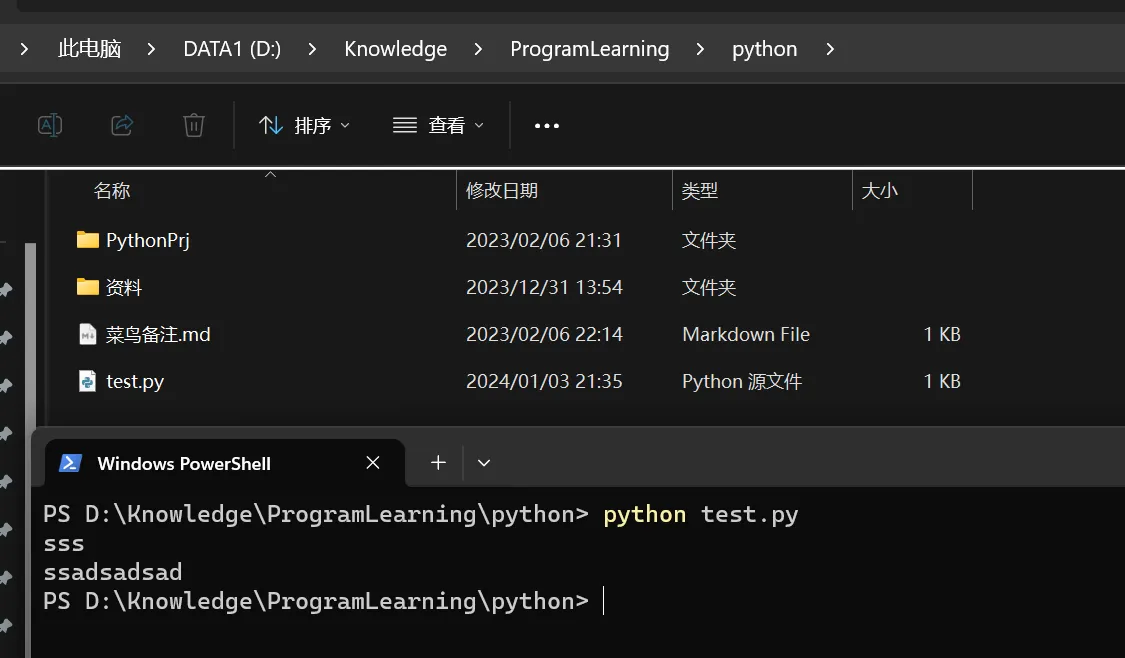 此电脑 DATA1 (D:) Knowledge ProgramLearning python
排序 查看
名称 修改日期 类型 大小
PythonPrj 2023/02/06 21:31 文件夹
资料 2023/12/31 13:54 文件夹
菜鸟备注.md 2023/02/06 22:14 Markdown File 1 KB
test.py 2024/01/03 21:35 Python 源文件 1 KB
Windows PowerShell
PS D:\Knowledge\ProgramLearning\python> python test.py
sss
ssadsadsad
PS D:\Knowledge\ProgramLearning\python>